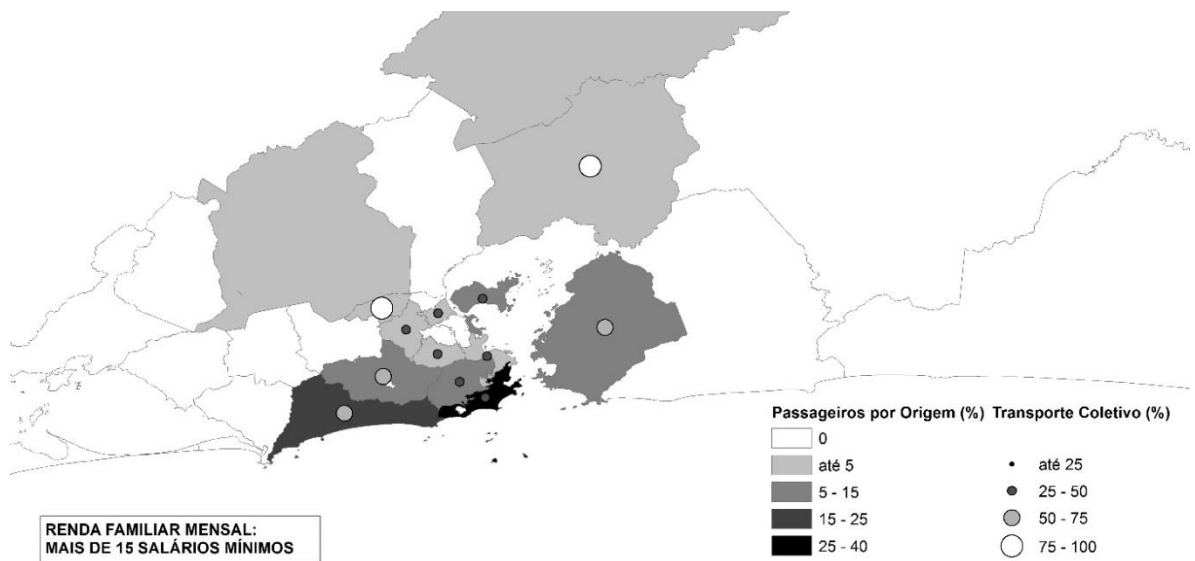 Passageiros por Origem (%)
0
até 5
5 - 15
15 - 25
25 - 40
Transporte Coletivo (%)
até 25
25 - 50
50 - 75
75 - 100
RENDA FAMILIAR MENSAL:
MAIS DE 15 SALÁRIOS MÍNIMOS